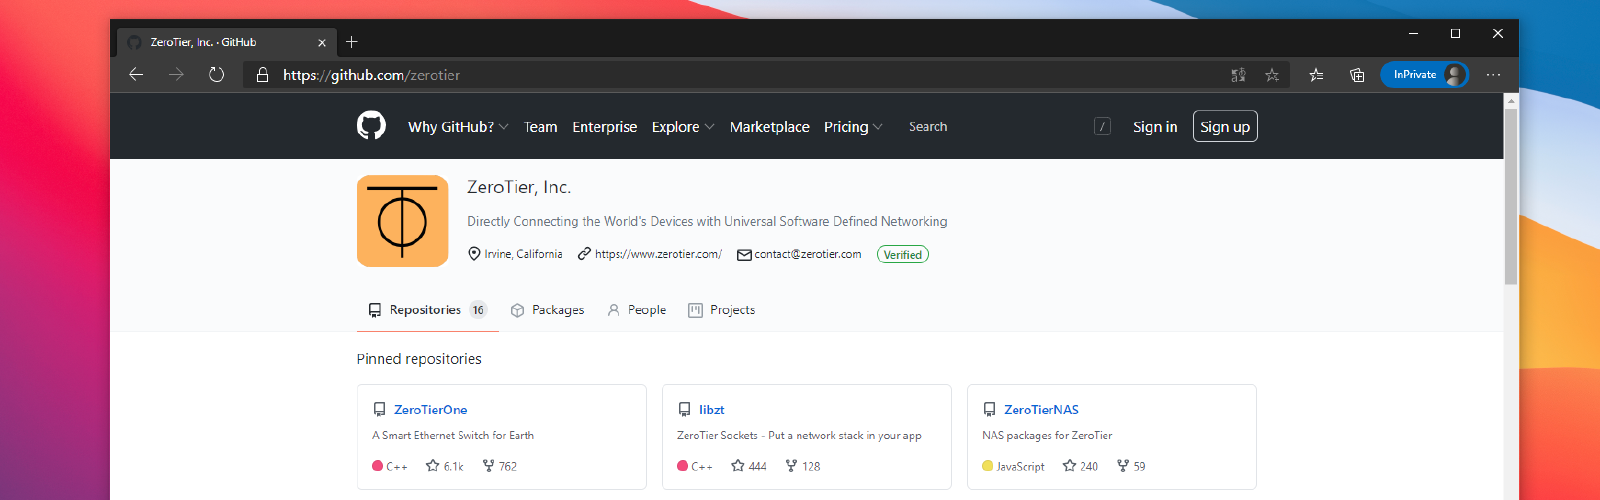 ZeroTier, Inc. · GitHub
https://github.com/zerotier
InPrivate
Why GitHub? Team Enterprise Explore Marketplace Pricing Search / Sign in Sign up
ZeroTier, Inc.
Directly Connecting the World's Devices with Universal Software Defined Networking
Irvine, California https://www.zerotier.com/ contact@zerotier.com Verified
Repositories 16 Packages People Projects
Pinned repositories
ZeroTierOne
A Smart Ethernet Switch for Earth
C++ 6.1k 762
libzt
ZeroTier Sockets - Put a network stack in your app
C++ 444 128
ZeroTierNAS
NAS packages for ZeroTier
JavaScript 240 59